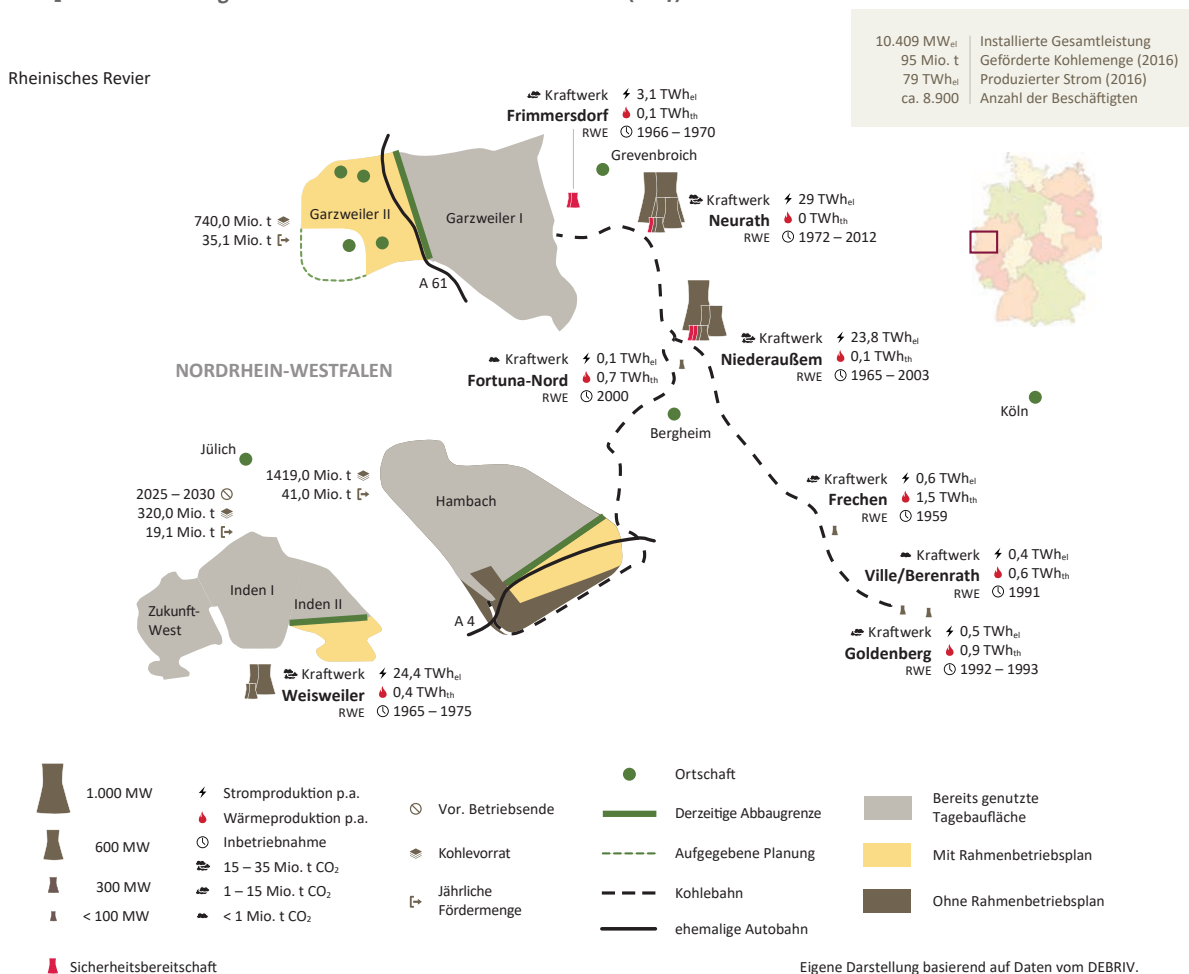 Rheinisches Revier
10.409 MWel Installierte Gesamtleistung
95 Mio. t Geförderte Kohlemenge (2016)
79 TWhel Produzierter Strom (2016)
ca. 8.900 Anzahl der Beschäftigten
Kraftwerk 3,1 TWhel
Frimmersdorf 0,1 TWhth
RWE 1966 – 1970
Grevenbroich
Garzweiler II
Garzweiler I
740,0 Mio. t
35,1 Mio. t
A 61
Kraftwerk 29 TWhel
Neurath 0 TWhth
RWE 1972 – 2012
Kraftwerk 23,8 TWhel
Niederaußem 0,1 TWhth
RWE 1965 – 2003
NORDRHEIN-WESTFALEN
Kraftwerk 0,1 TWhel
Fortuna-Nord 0,7 TWhth
RWE 2000
Bergheim
Köln
Jülich
1419,0 Mio. t
41,0 Mio. t
2025 – 2030
320,0 Mio. t
19,1 Mio. t
Hambach
Kraftwerk 0,6 TWhel
Frechen 1,5 TWhth
RWE 1959
Kraftwerk 0,4 TWhel
Ville/Berenrath 0,6 TWhth
RWE 1991
Kraftwerk 0,5 TWhel
Goldenberg 0,9 TWhth
RWE 1992 – 1993
Zukunft-
West
Inden I
Inden II
A 4
Kraftwerk 24,4 TWhel
Weisweiler 0,4 TWhth
RWE 1965 – 1975
1.000 MW
600 MW
300 MW
< 100 MW
Sicherheitsbereitschaft
Stromproduktion p.a.
Wärmeproduktion p.a.
Inbetriebnahme
15 – 35 Mio. t CO2
1 – 15 Mio. t CO2
< 1 Mio. t CO2
Vor. Betriebsende
Kohlevorrat
Jährliche
Fördermenge
Ortschaft
Derzeitige Abbaugrenze
Aufgegebene Planung
Kohlebahn
ehemalige Autobahn
Bereits genutzte
Tagebaufläche
Mit Rahmenbetriebsplan
Ohne Rahmenbetriebsplan
Eigene Darstellung basierend auf Daten vom DEBRIV.